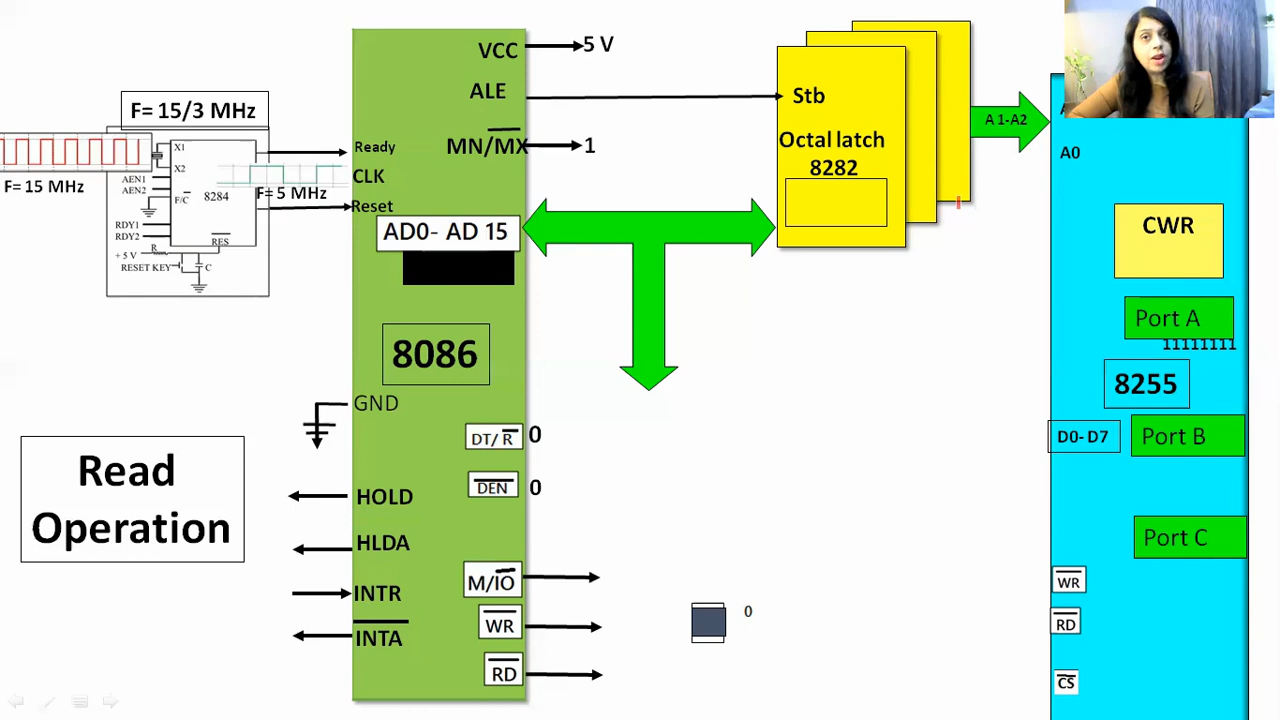 F= 15/3 MHz
F= 15 MHz
X1
X2
AEN1
AEN2
F/C
8284
RDY1
RDY2
RES
R
+ 5 V
RESET KEY
C
F= 5 MHz
VCC
5 V
ALE
MN/MX
1
Ready
CLK
Reset
AD0- AD 15
8086
GND
DT/ R
0
DEN
0
HOLD
HLDA
INTR
INTA
M/IO
WR
RD
Read
Operation
Stb
Octal latch
8282
A 1-A2
A0
CWR
Port A
11111111
8255
D0- D7
Port B
Port C
WR
RD
CS
0